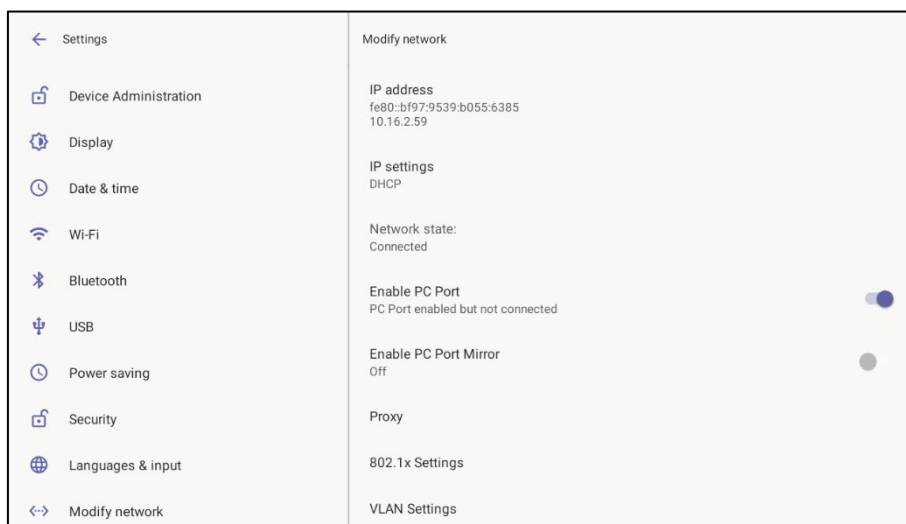 Settings
Device Administration
Display
Date & time
Wi-Fi
Bluetooth
USB
Power saving
Security
Languages & input
Modify network
Modify network
IP address
fe80::bf97:9539:b055:6385
10.16.2.59
IP settings
DHCP
Network state:
Connected
Enable PC Port
PC Port enabled but not connected
Enable PC Port Mirror
Off
Proxy
802.1x Settings
VLAN Settings